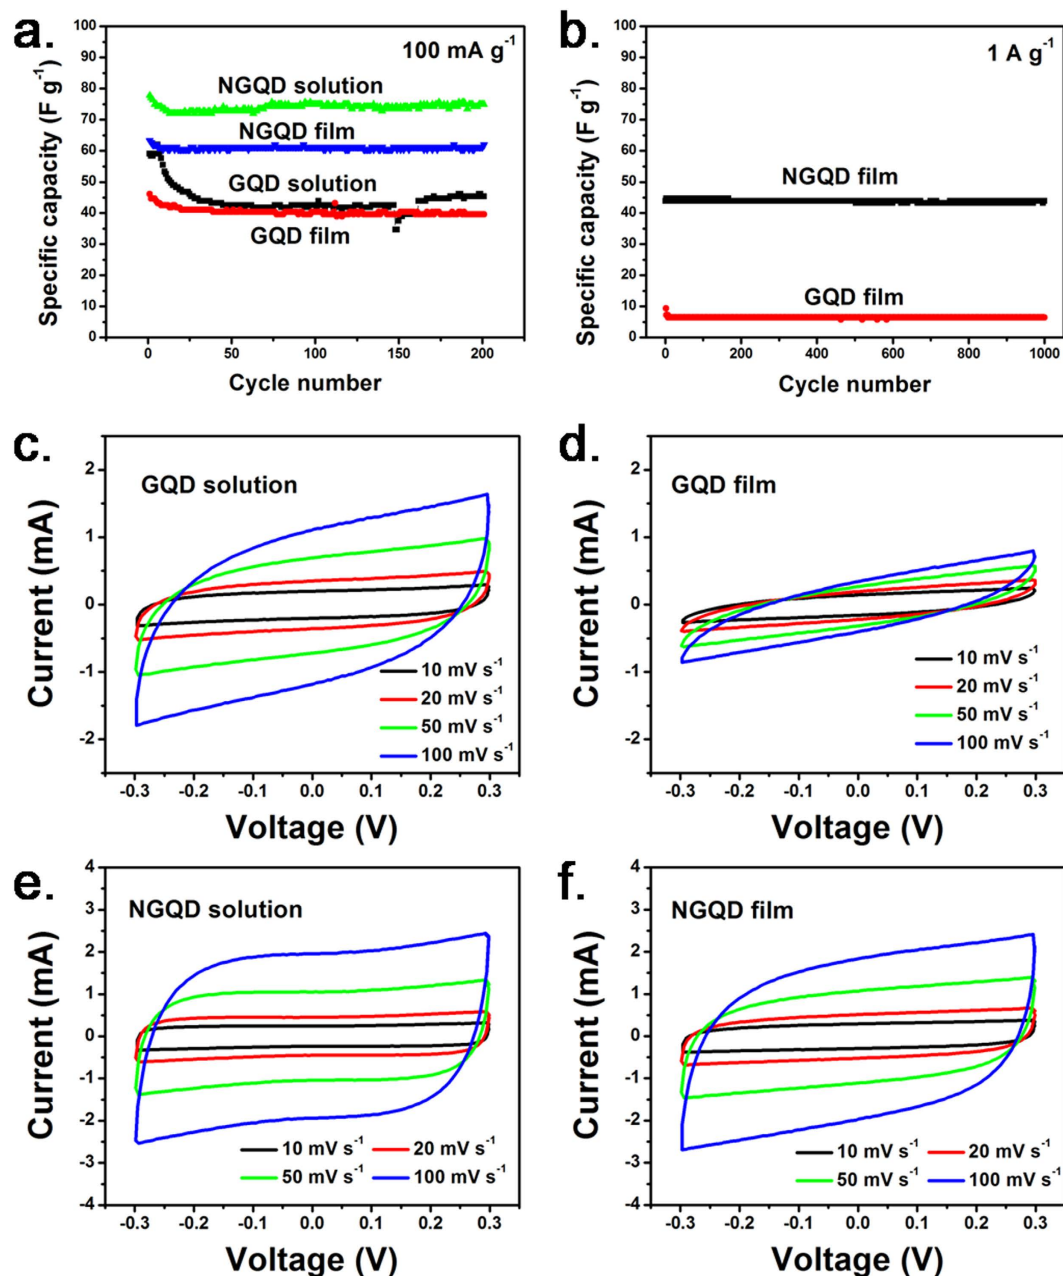 a.
100 mA g⁻¹
NGQD solution
NGQD film
GQD solution
GQD film
Specific capacity (F g⁻¹)
100
90
80
70
60
50
40
30
20
10
0
0 50 100 150 200
Cycle number
b.
1 A g⁻¹
NGQD film
GQD film
Specific capacity (F g⁻¹)
100
90
80
70
60
50
40
30
20
10
0
0 200 400 600 800 1000
Cycle number
c.
GQD solution
Current (mA)
2
1
0
-1
-2
10 mV s⁻¹
20 mV s⁻¹
50 mV s⁻¹
100 mV s⁻¹
-0.3 -0.2 -0.1 0.0 0.1 0.2 0.3
Voltage (V)
d.
GQD film
Current (mA)
2
1
0
-1
-2
10 mV s⁻¹
20 mV s⁻¹
50 mV s⁻¹
100 mV s⁻¹
-0.3 -0.2 -0.1 0.0 0.1 0.2 0.3
Voltage (V)
e.
NGQD solution
Current (mA)
4
3
2
1
0
-1
-2
-3
-4
10 mV s⁻¹ 20 mV s⁻¹
50 mV s⁻¹ 100 mV s⁻¹
-0.3 -0.2 -0.1 0.0 0.1 0.2 0.3
Voltage (V)
f.
NGQD film
Current (mA)
4
3
2
1
0
-1
-2
-3
-4
10 mV s⁻¹ 20 mV s⁻¹
50 mV s⁻¹ 100 mV s⁻¹
-0.3 -0.2 -0.1 0.0 0.1 0.2 0.3
Voltage (V)